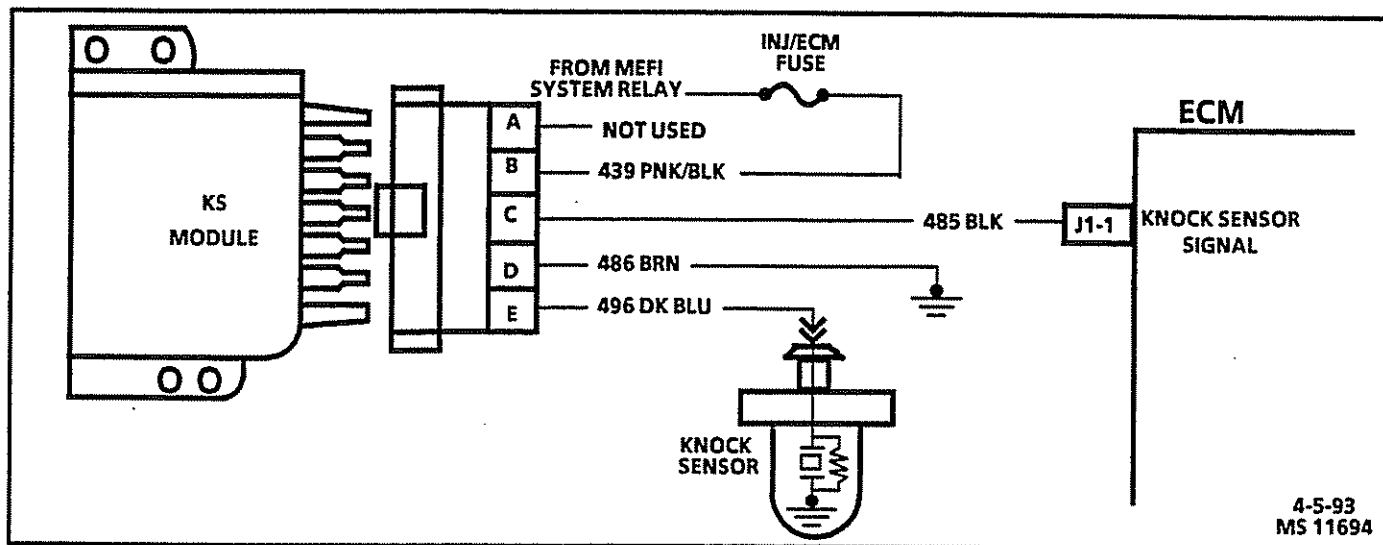 INJ/ECM
FUSE
FROM MEFI
SYSTEM RELAY
ECM
A
NOT USED
B
439 PNK/BLK
KS
MODULE
C
485 BLK
J1-1
KNOCK SENSOR
SIGNAL
D
486 BRN
E
496 DK BLU
KNOCK
SENSOR
4-5-93
MS 11694